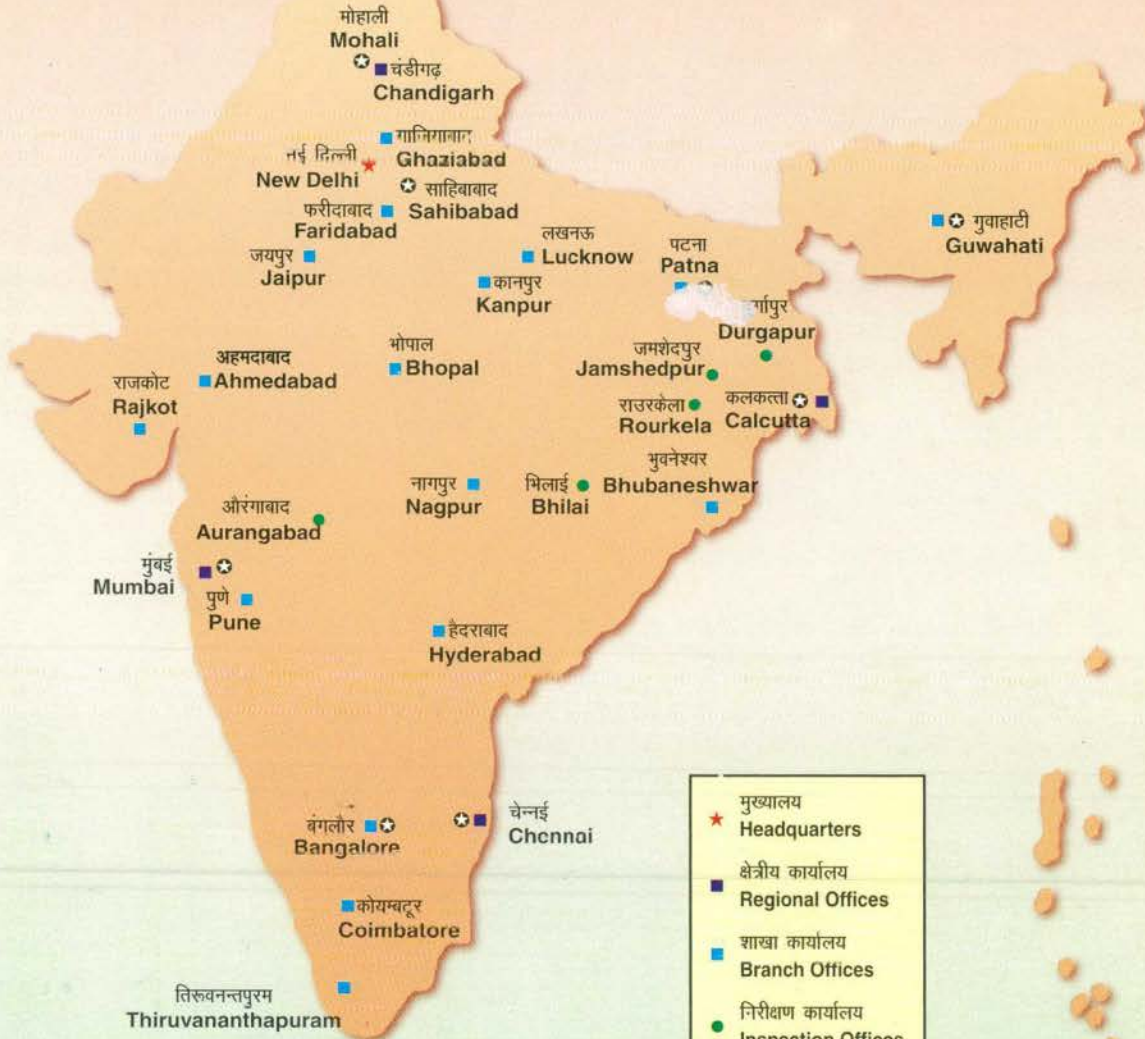 मोहाली
Mohali
चंडीगढ़
Chandigarh
Ghaziabad
नई दिल्ली
New Delhi
साहिबाबाद
Sahibabad
फरीदाबाद
Faridabad
जयपुर
Jaipur
लखनऊ
Lucknow
कानपुर
Kanpur
पटना
Patna
गुवाहाटी
Guwahati
Durgapur
जमशेदपुर
Jamshedpur
भोपाल
Bhopal
अहमदाबाद
Ahmedabad
राजकोट
Rajkot
राउरकेला
Rourkela
कलकत्ता
Calcutta
भुवनेश्वर
Bhubaneshwar
नागपुर
Nagpur
भिलाई
Bhilai
औरंगाबाद
Aurangabad
मुंबई
Mumbai
पुणे
Pune
हैदराबाद
Hyderabad
बंगलौर
Bangalore
चेन्नई
Chennai
कोयम्बटूर
Coimbatore
तिरूवनन्तपुरम
Thiruvananthapuram
मुख्यालय
Headquarters
क्षेत्रीय कार्यालय
Regional Offices
शाखा कार्यालय
Branch Offices
निरीक्षण कार्यालय
Inspection Offices